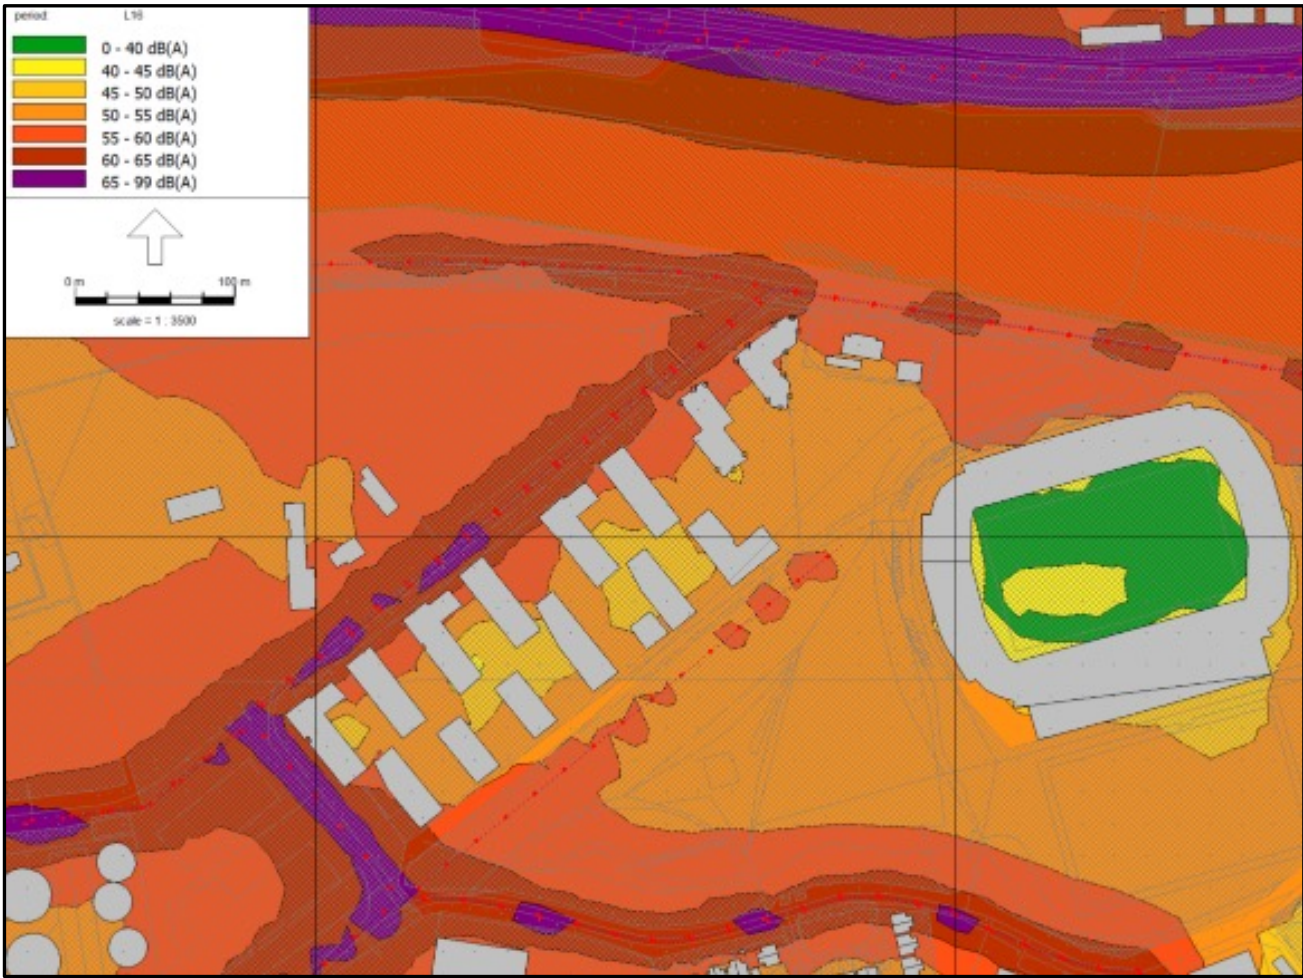 period: L16
0 - 40 dB(A)
40 - 45 dB(A)
45 - 50 dB(A)
50 - 55 dB(A)
55 - 60 dB(A)
60 - 65 dB(A)
65 - 99 dB(A)
0 m 100 m
scale = 1 : 3500